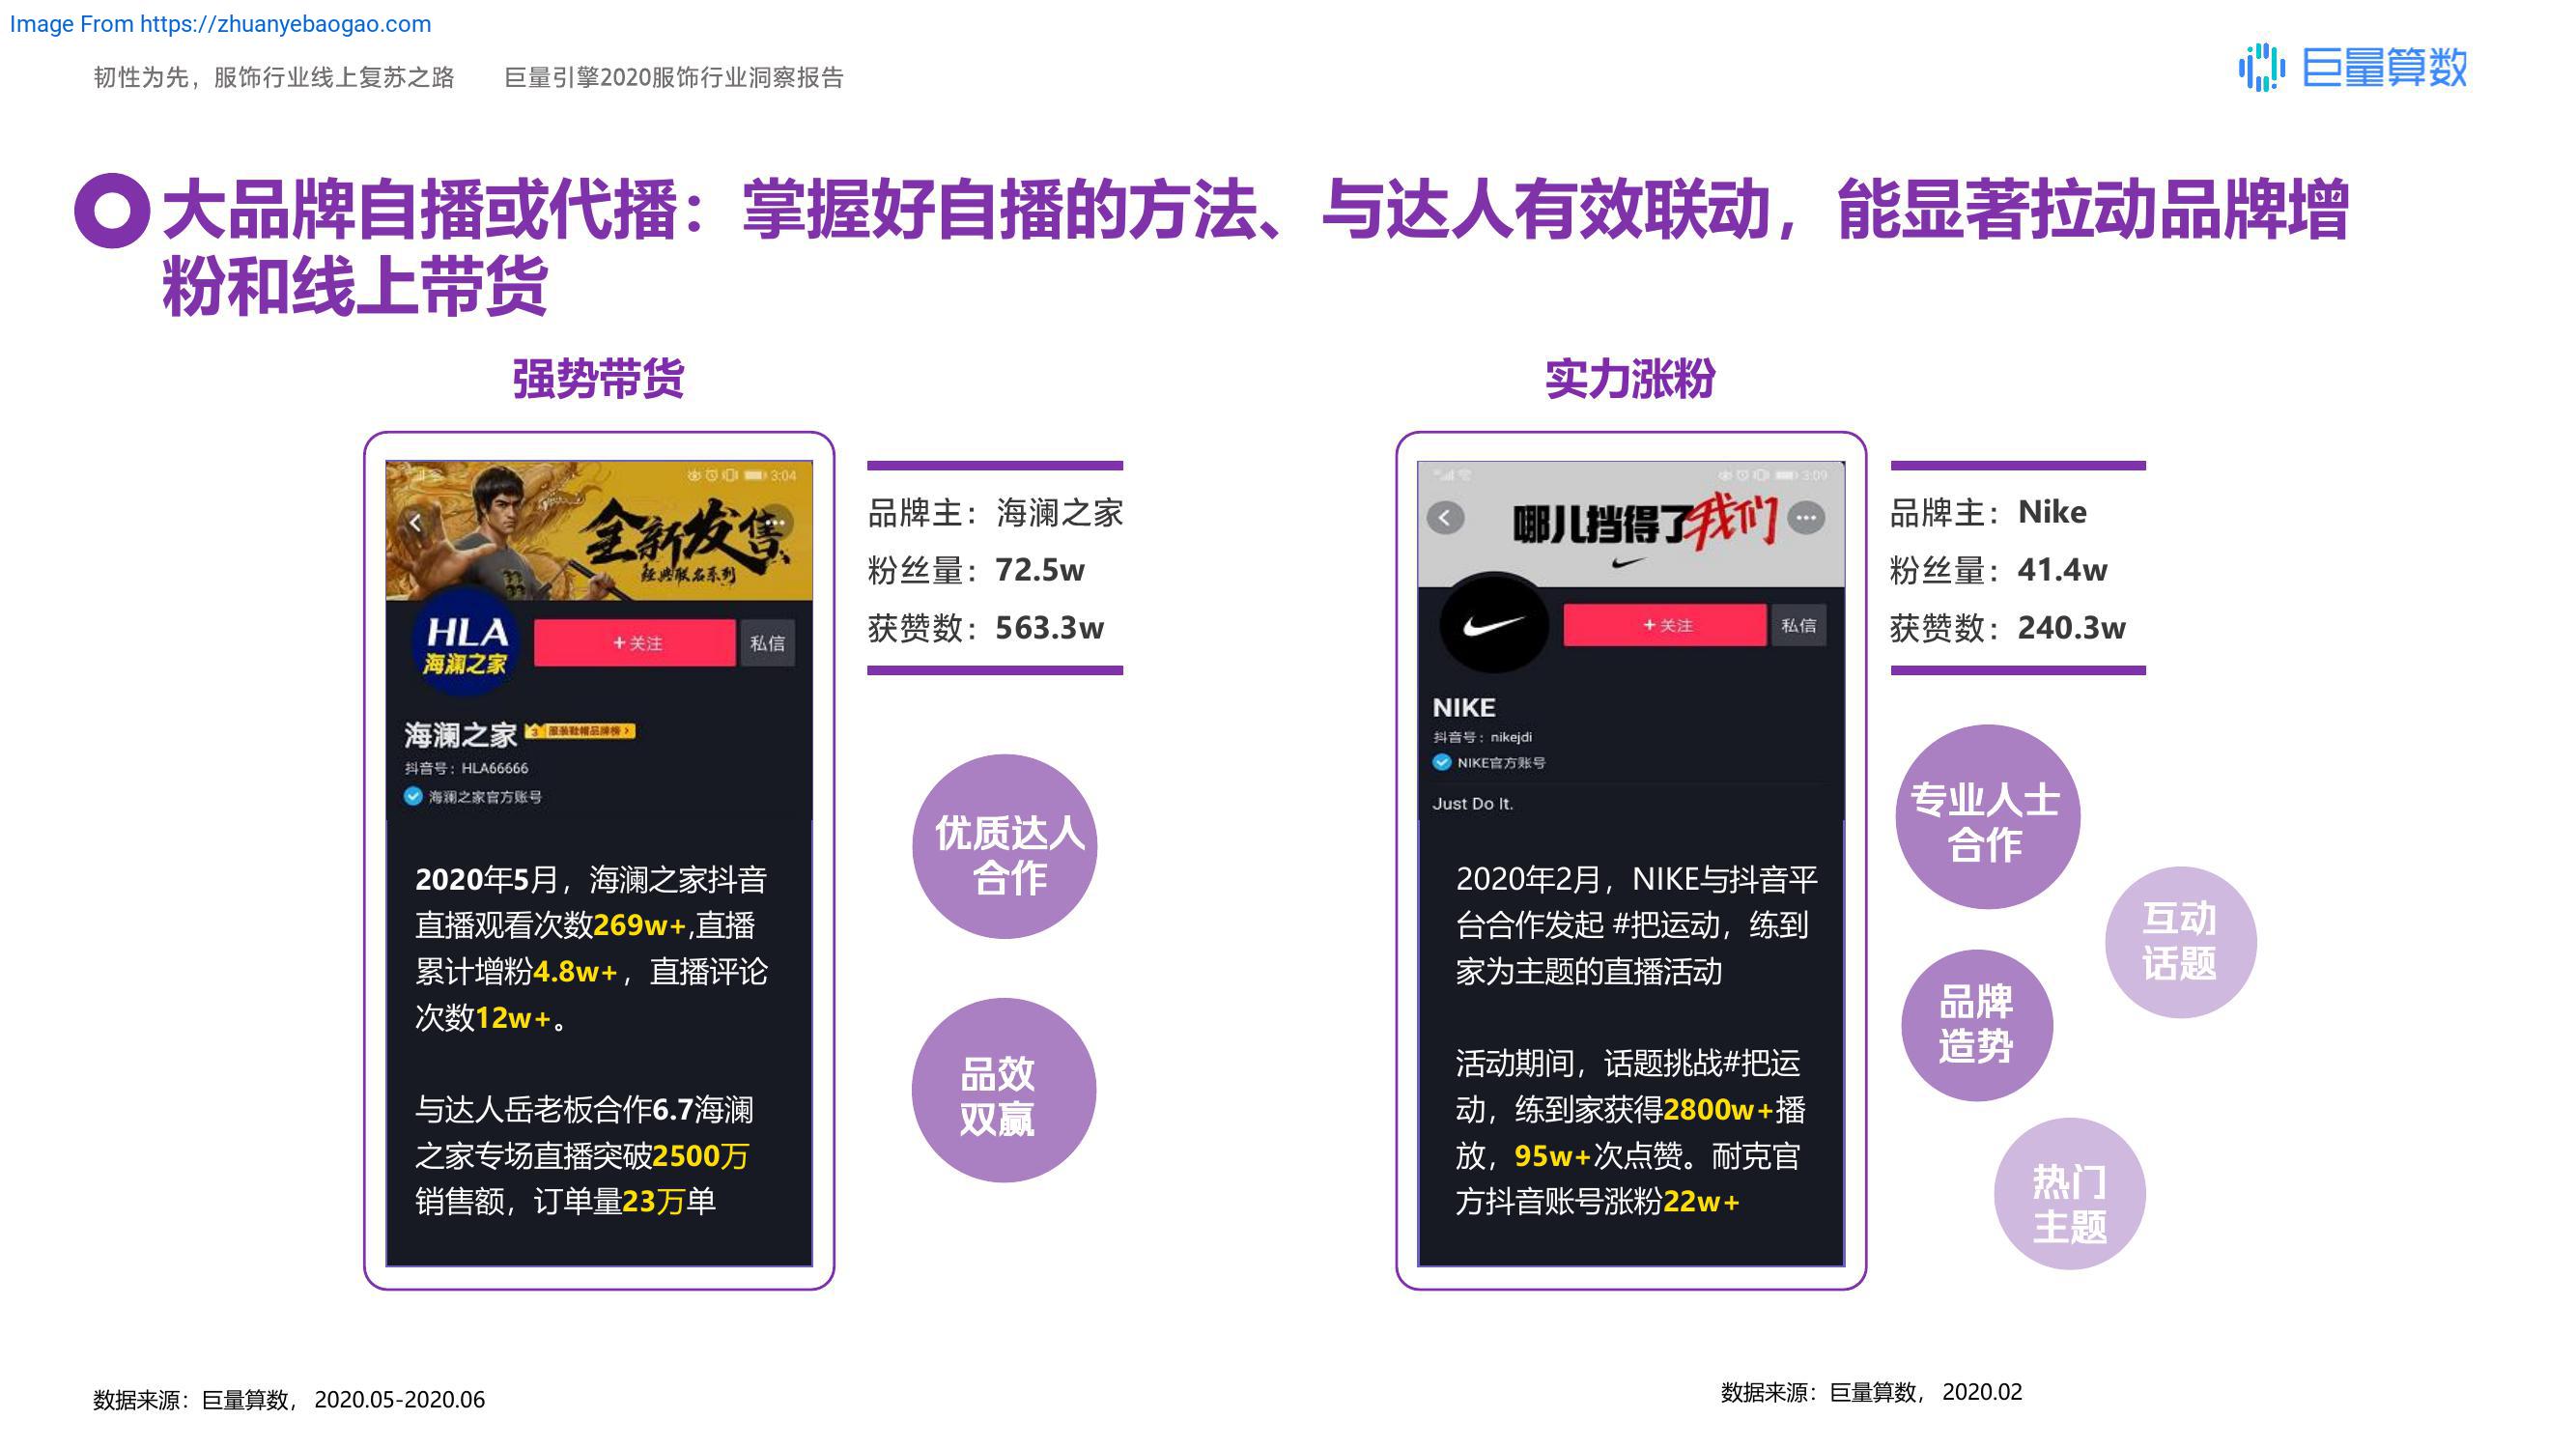 Image From https://zhuanyebaogao.com
韧性为先，服饰行业线上复苏之路 巨量引擎2020服饰行业洞察报告
巨量算数
大品牌自播或代播：掌握好自播的方法、与达人有效联动，能显著拉动品牌增
粉和线上带货
强势带货
3:04
全新发售
经典联名系列
HLA
海澜之家
+关注
私信
海澜之家
3 服装鞋帽品牌榜 >
抖音号：HLA66666
海澜之家官方账号
2020年5月，海澜之家抖音
直播观看次数269w+,直播
累计增粉4.8w+，直播评论
次数12w+。
与达人岳老板合作6.7海澜
之家专场直播突破2500万
销售额，订单量23万单
品牌主：海澜之家
粉丝量：72.5w
获赞数：563.3w
优质达人
合作
品效
双赢
实力涨粉
3:09
哪儿挡得了我们
+关注
私信
NIKE
抖音号：nikejdi
NIKE官方账号
Just Do It.
2020年2月，NIKE与抖音平
台合作发起 #把运动，练到
家为主题的直播活动
活动期间，话题挑战#把运
动，练到家获得2800w+播
放，95w+次点赞。耐克官
方抖音账号涨粉22w+
品牌主：Nike
粉丝量：41.4w
获赞数：240.3w
专业人士
合作
互动
话题
品牌
造势
热门
主题
数据来源：巨量算数， 2020.05-2020.06
数据来源：巨量算数， 2020.02